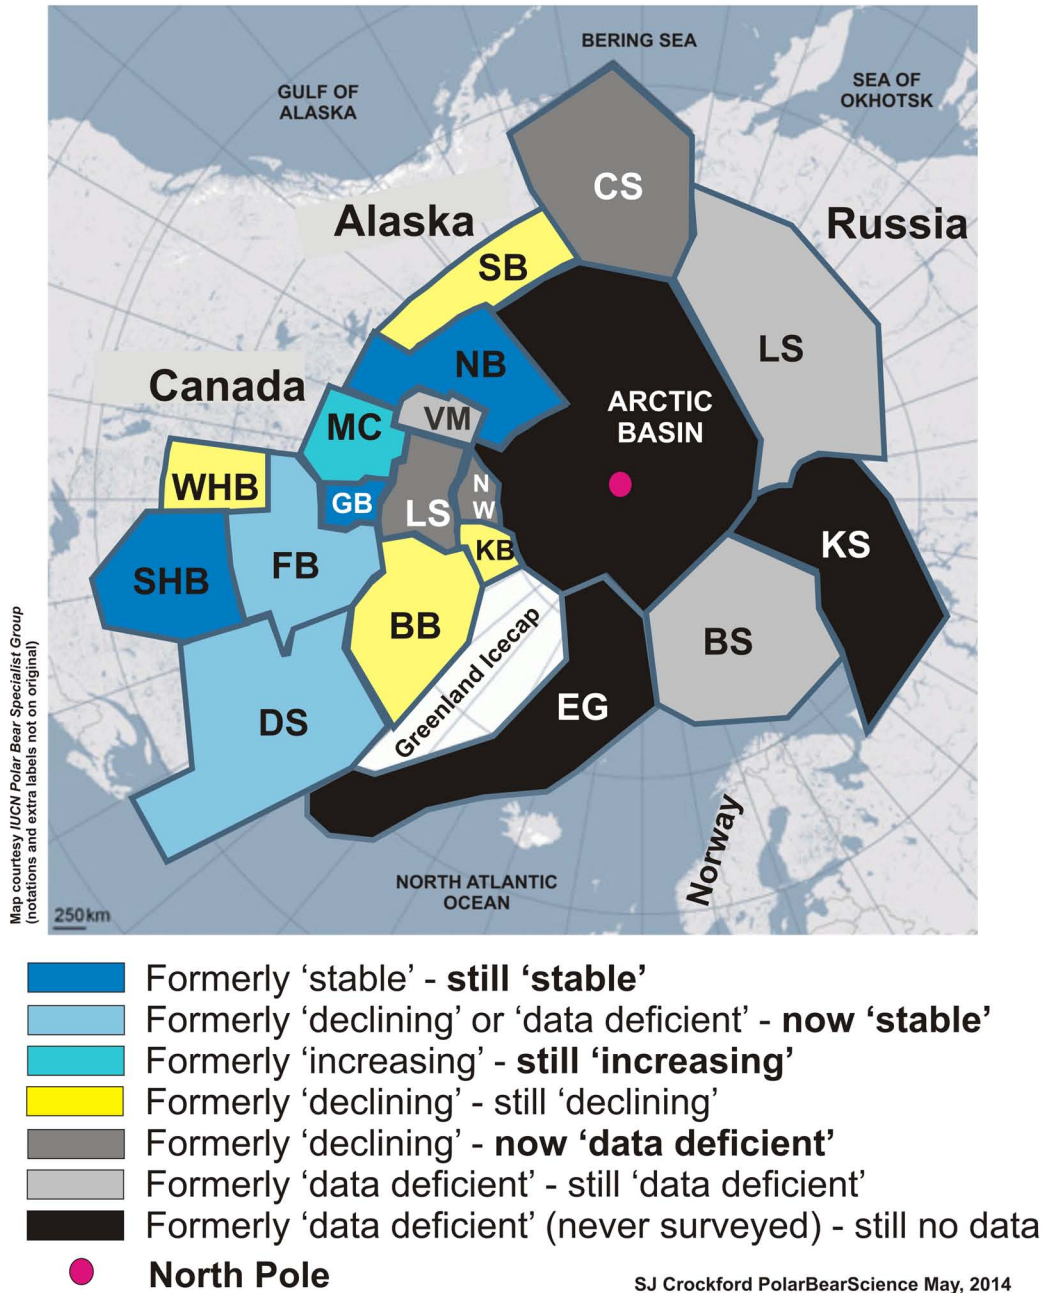 BERING SEA
GULF OF
ALASKA
SEA OF
OKHOTSK
CS
Alaska
Russia
SB
LS
NB
Canada
ARCTIC
BASIN
MC
VM
WHB
GB
LS
N
W
KB
KS
SHB
FB
BB
BS
Greenland Icecap
EG
DS
Norway
NORTH ATLANTIC
OCEAN
250km
Map courtesy IUCN Polar Bear Specialist Group
(notations and extra labels not on original)
Formerly ‘stable’ - still ‘stable’
Formerly ‘declining’ or ‘data deficient’ - now ‘stable’
Formerly ‘increasing’ - still ‘increasing’
Formerly ‘declining’ - still ‘declining’
Formerly ‘declining’ - now ‘data deficient’
Formerly ‘data deficient’ - still ‘data deficient’
Formerly ‘data deficient’ (never surveyed) - still no data
North Pole
SJ Crockford PolarBearScience May, 2014